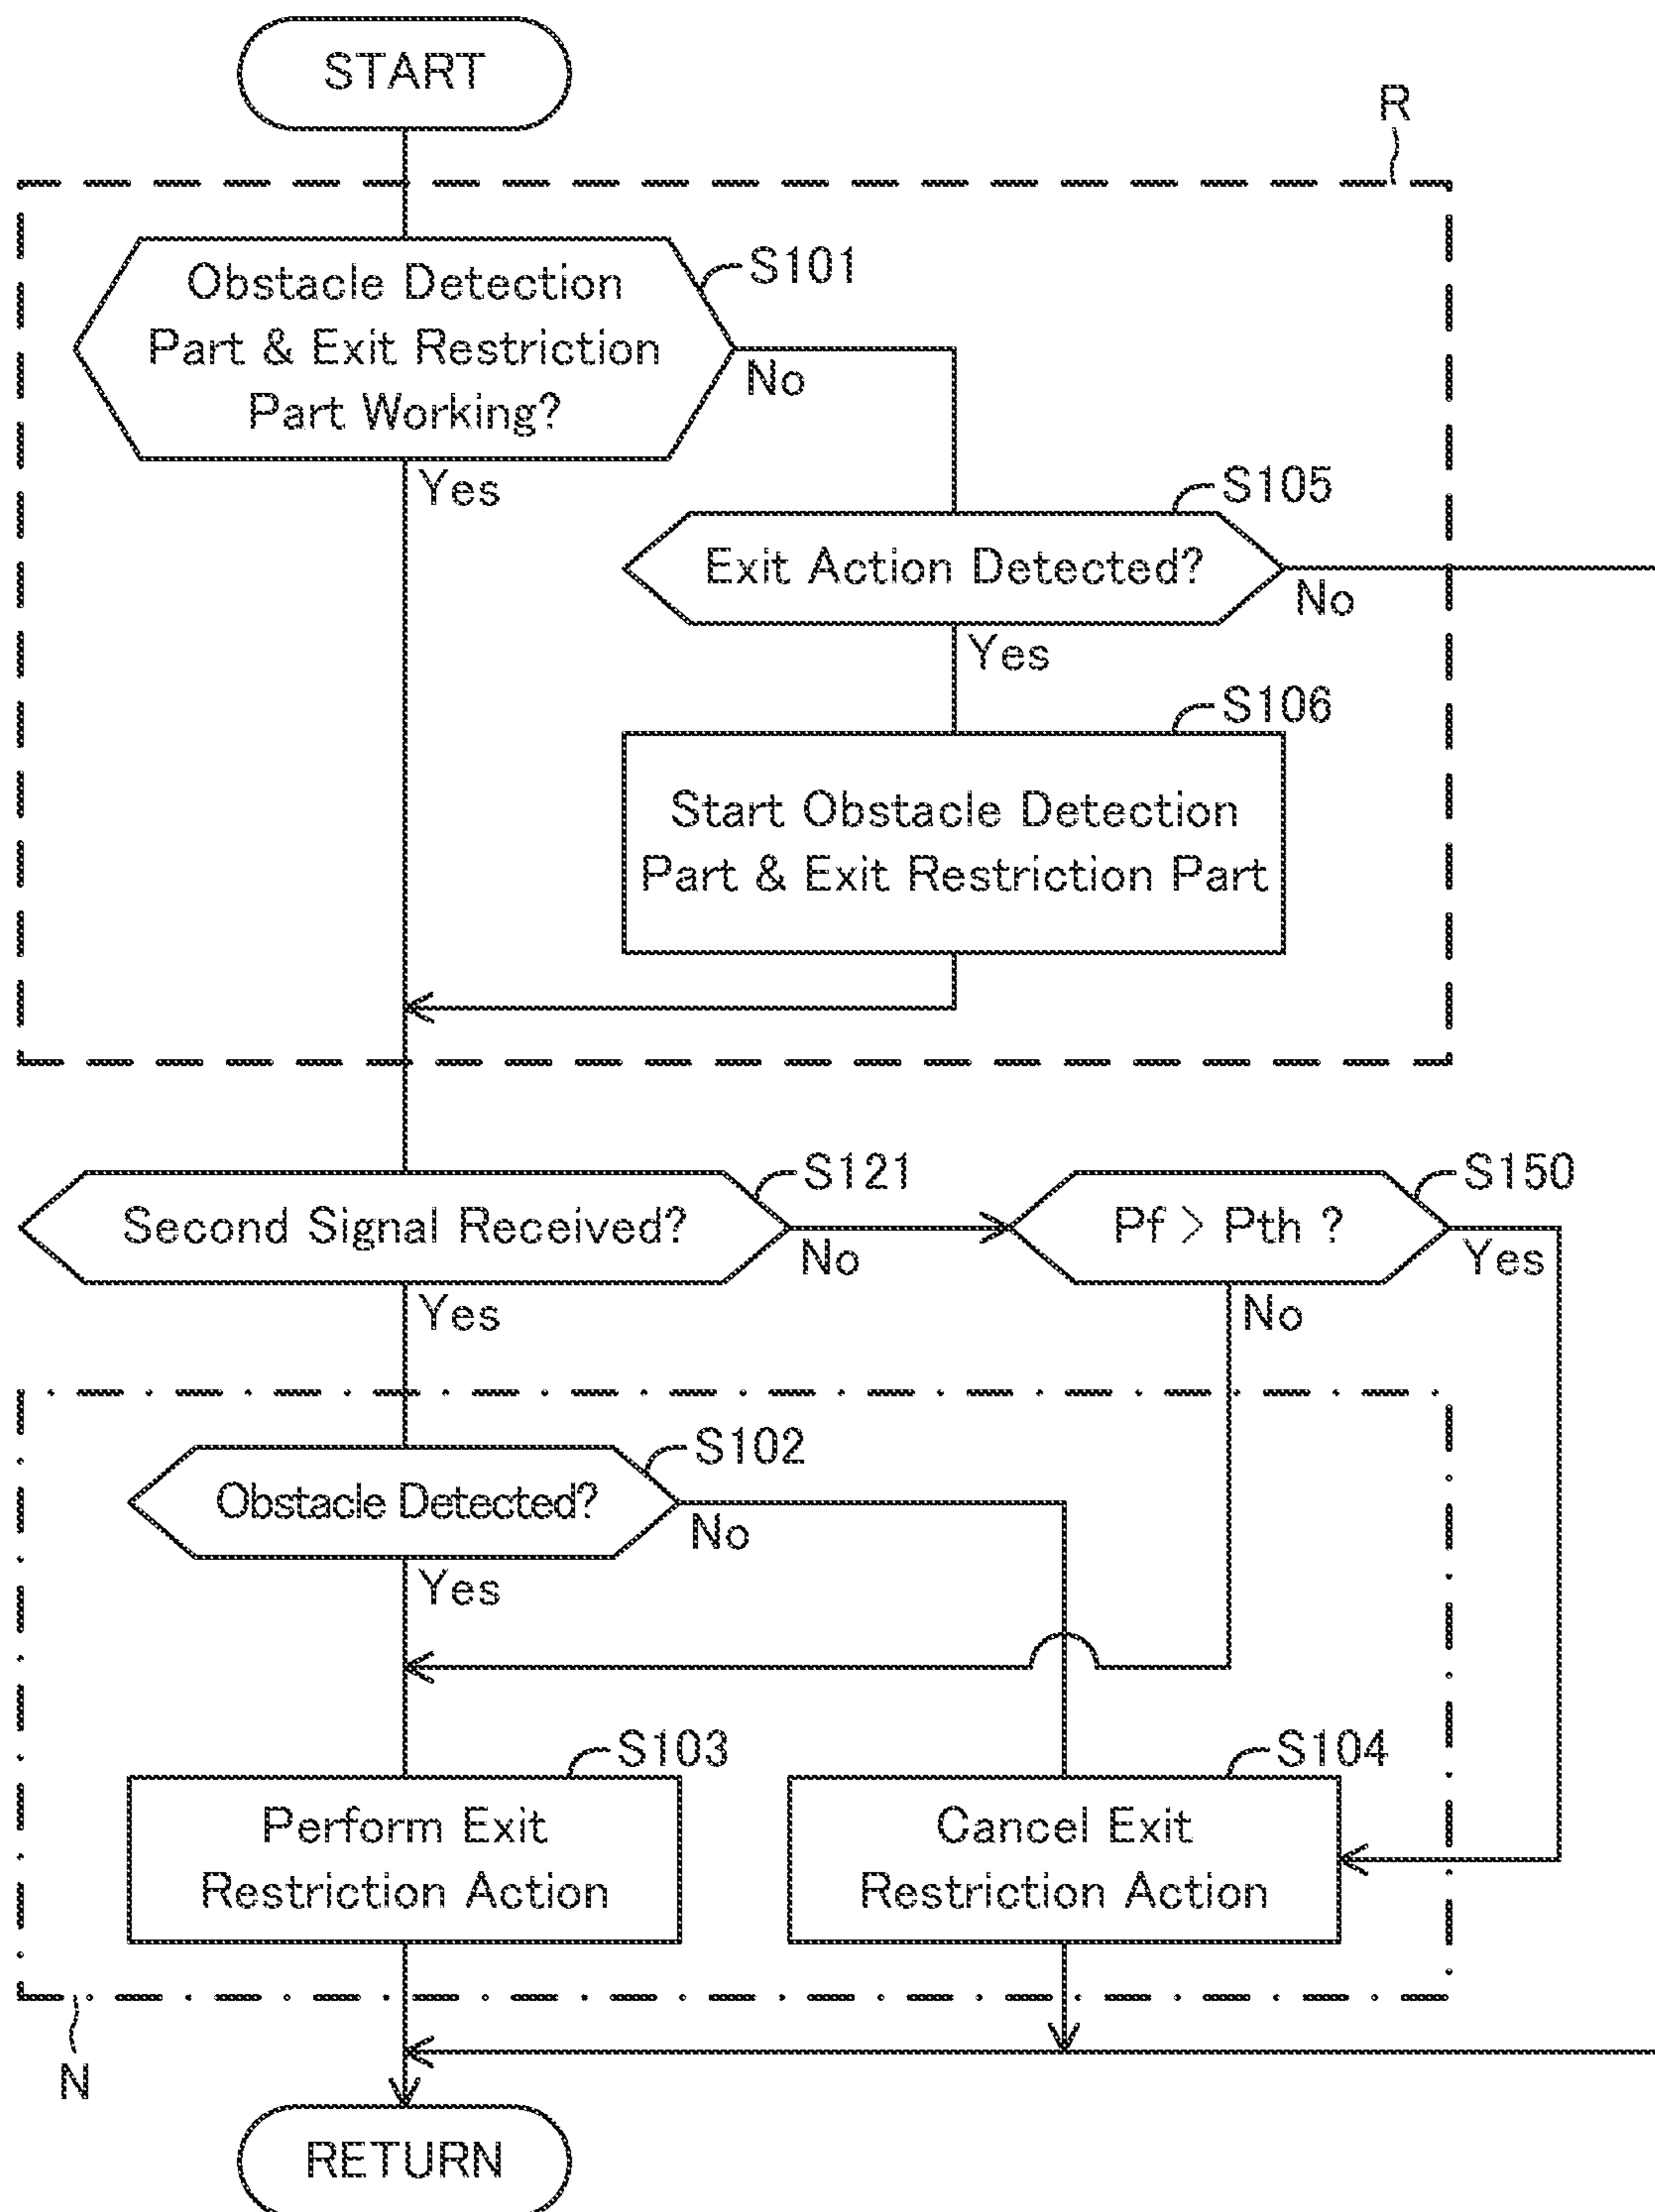 START
R
S101
Obstacle Detection
Part & Exit Restriction
Part Working?
No
Yes
S105
Exit Action Detected?
No
Yes
S106
Start Obstacle Detection
Part & Exit Restriction Part
S121
Second Signal Received?
No
Yes
S150
Pf > Pth ?
Yes
No
S102
Obstacle Detected?
No
Yes
S103
Perform Exit
Restriction Action
S104
Cancel Exit
Restriction Action
N
RETURN